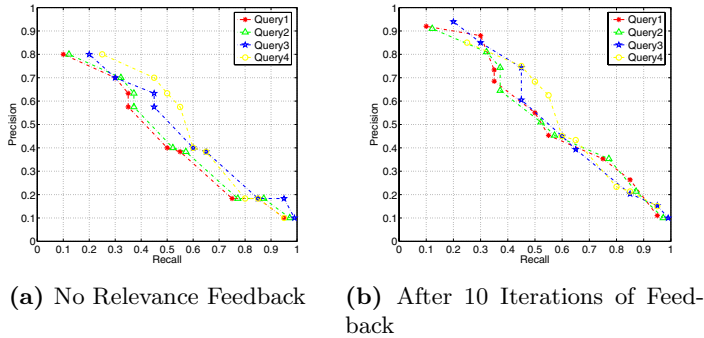 Query1
Query2
Query3
Query4
1
0.9
0.8
0.7
0.6
0.5
0.4
0.3
0.2
0.1
0
Precision
0 0.1 0.2 0.3 0.4 0.5 0.6 0.7 0.8 0.9 1
Recall
(a) No Relevance Feedback
Query1
Query2
Query3
Query4
1
0.9
0.8
0.7
0.6
0.5
0.4
0.3
0.2
0.1
0
Precision
0 0.1 0.2 0.3 0.4 0.5 0.6 0.7 0.8 0.9 1
Recall
(b) After 10 Iterations of Feed-
back